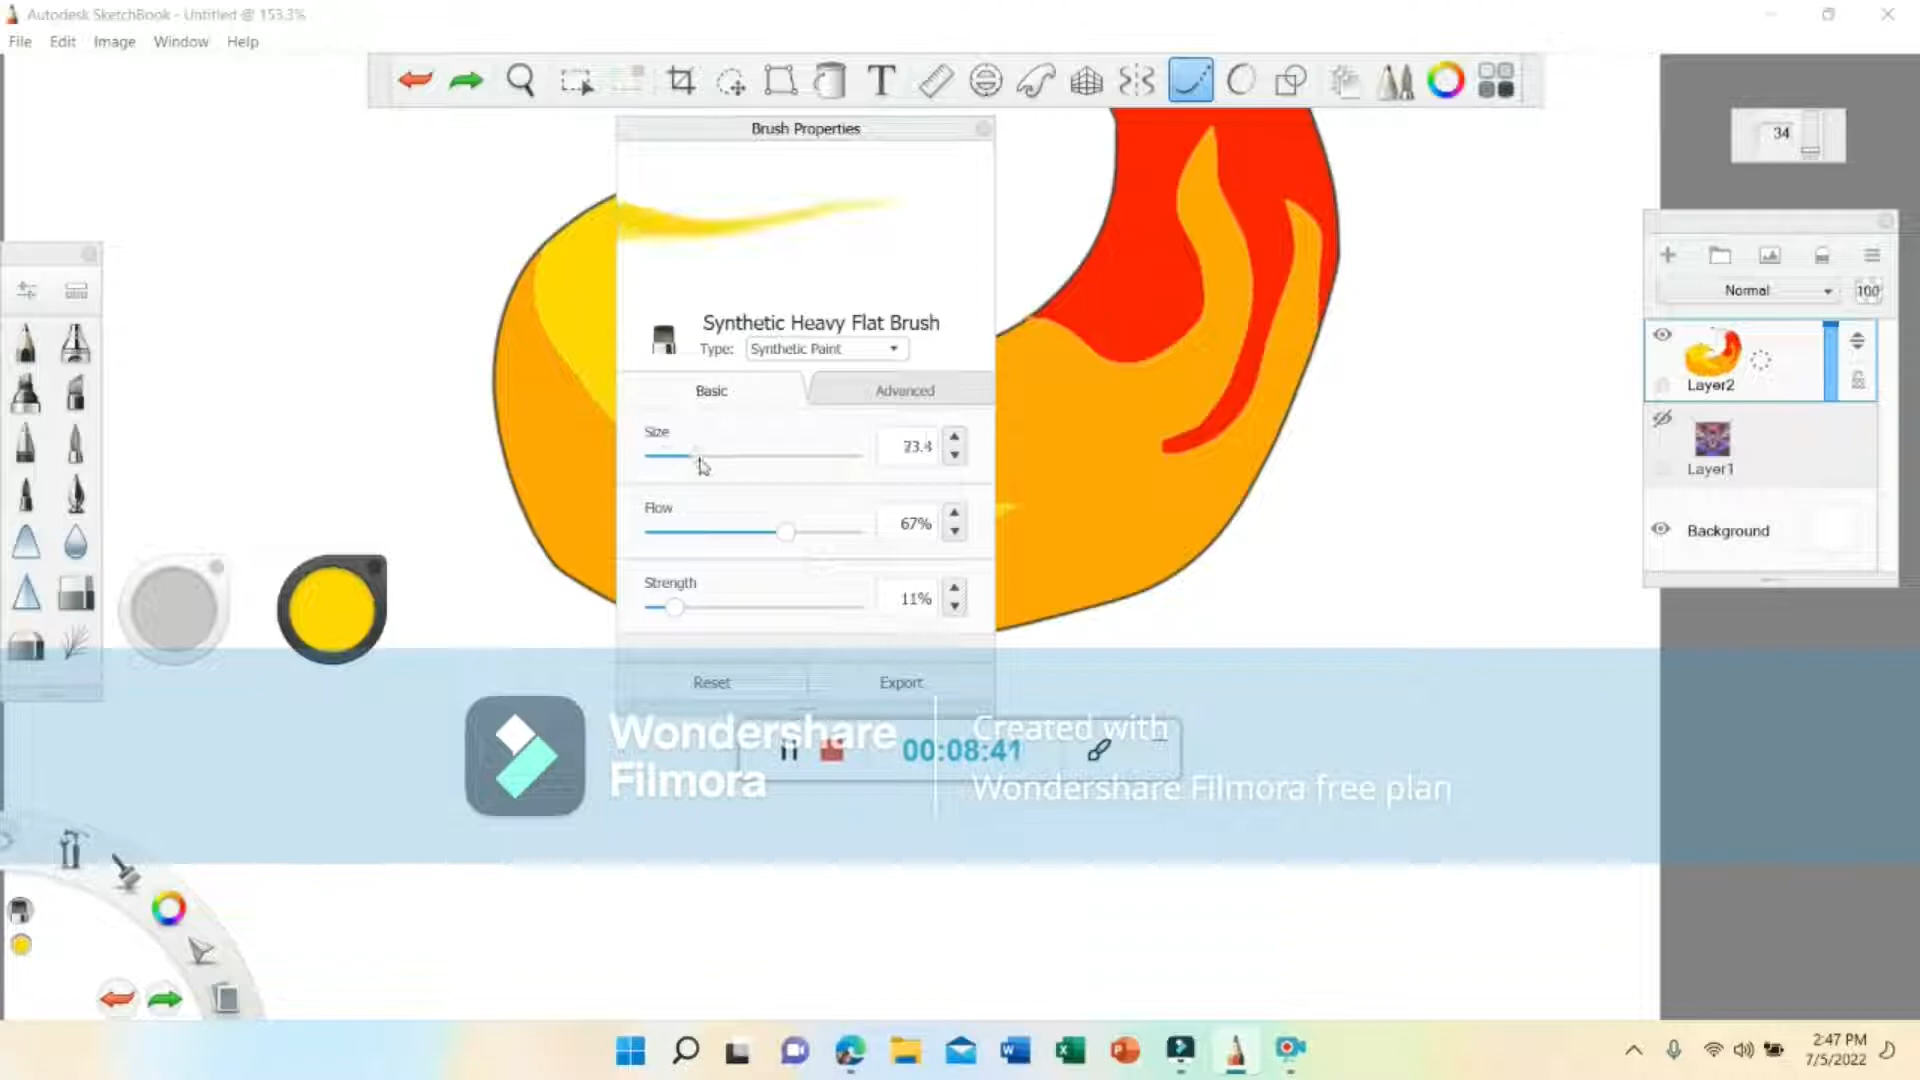 Autodesk SketchBook - Untitled @ 153.3%
File Edit Image Window Help
T
34
Brush Properties
Synthetic Heavy Flat Brush
Type: Synthetic Paint
Basic Advanced
Size
Flow
67%
Strength
11%
Reset Export
Normal 100
Layer2
Layer1
Background
Wondershare
Filmora
00:08:41
Created with
Wondershare Filmora free plan
2:47 PM
7/5/2022